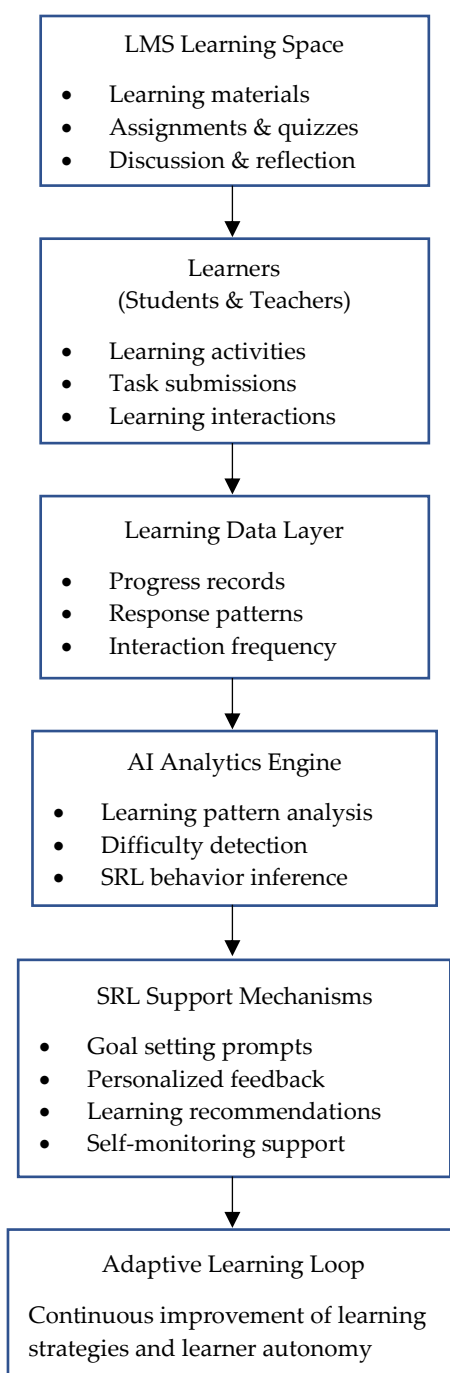 LMS Learning Space
• Learning materials
• Assignments & quizzes
• Discussion & reflection
Learners
(Students & Teachers)
• Learning activities
• Task submissions
• Learning interactions
Learning Data Layer
• Progress records
• Response patterns
• Interaction frequency
AI Analytics Engine
• Learning pattern analysis
• Difficulty detection
• SRL behavior inference
SRL Support Mechanisms
• Goal setting prompts
• Personalized feedback
• Learning recommendations
• Self-monitoring support
Adaptive Learning Loop
Continuous improvement of learning
strategies and learner autonomy